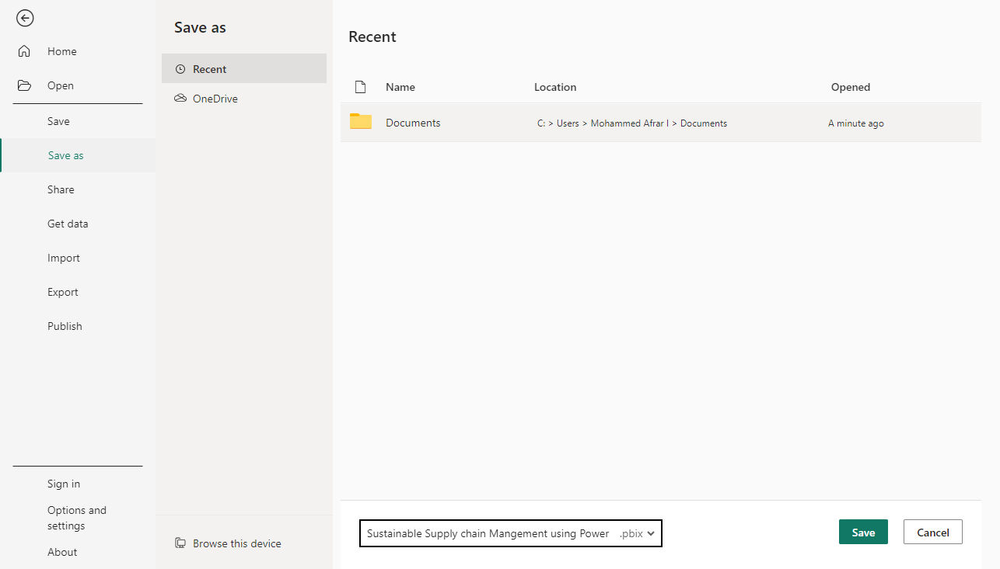 Home
Open
Save
Save as
Share
Get data
Import
Export
Publish
Sign in
Options and
settings
About
Save as
Recent
OneDrive
Browse this device
Recent
Name Location Opened
Documents C: > Users > Mohammed Afrar I > Documents A minute ago
Sustainable Supply chain Mangement using Power .pbix
Save Cancel